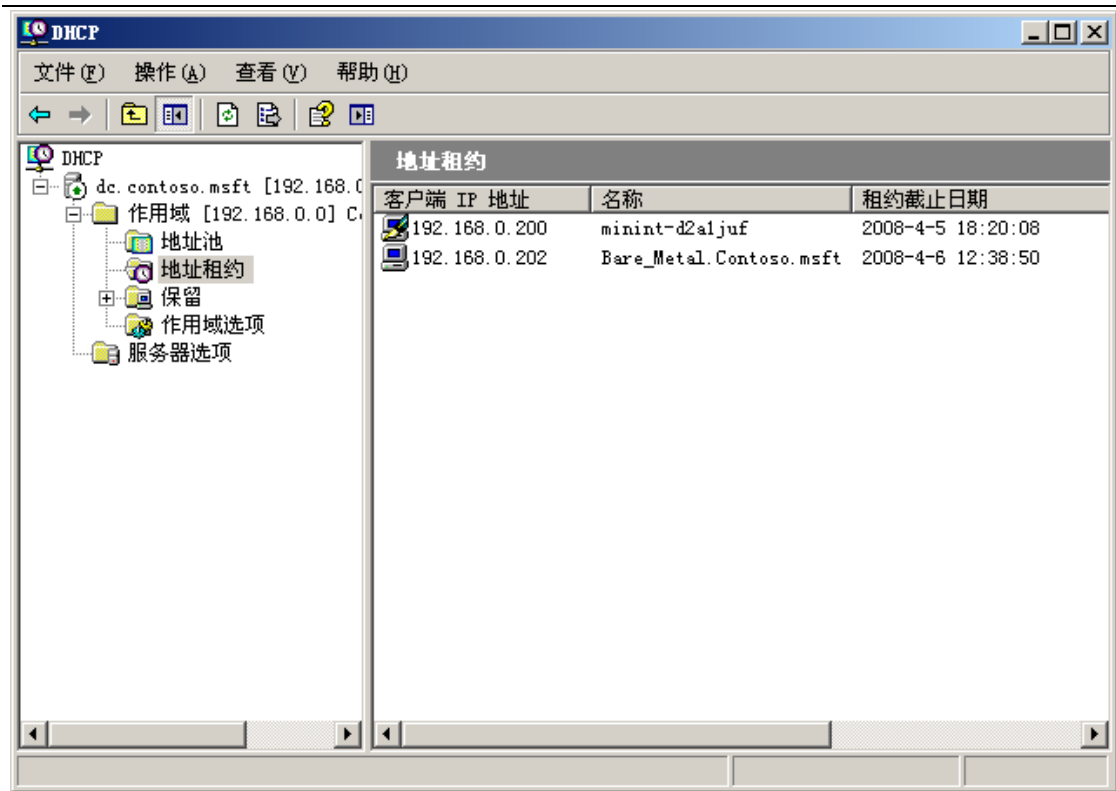 DHCP
文件(F) 操作(A) 查看(V) 帮助(H)
DHCP
dc.contoso.msft [192.168.0
作用域 [192.168.0.0] C
地址池
地址租约
保留
作用域选项
服务器选项
地址租约
客户端 IP 地址 名称 租约截止日期
192.168.0.200 minint-d2a1juf 2008-4-5 18:20:08
192.168.0.202 Bare_Metal.Contoso.msft 2008-4-6 12:38:50